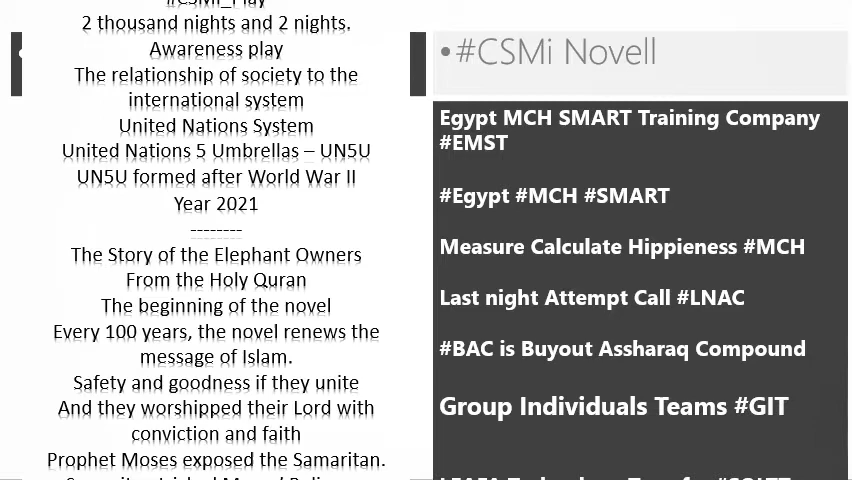 2 thousand nights and 2 nights.
Awareness play
The relationship of society to the
international system
United Nations System
United Nations 5 Umbrellas – UN5U
UN5U formed after World War II
Year 2021
--------
The Story of the Elephant Owners
From the Holy Quran
The beginning of the novel
Every 100 years, the novel renews the
message of Islam.
Safety and goodness if they unite
And they worshipped their Lord with
conviction and faith
Prophet Moses exposed the Samaritan.
• #CSMi Novell
Egypt MCH SMART Training Company
#EMST
#Egypt #MCH #SMART
Measure Calculate Hippieness #MCH
Last night Attempt Call #LNAC
#BAC is Buyout Assharaq Compound
Group Individuals Teams #GIT